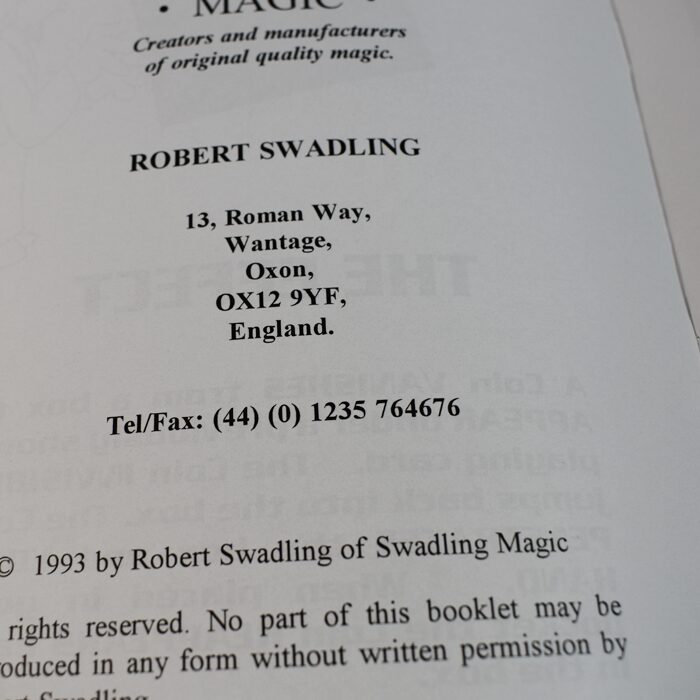 • MAGIC •
Creators and manufacturers
of original quality magic.
ROBERT SWADLING
13, Roman Way,
Wantage,
Oxon,
OX12 9YF,
England.
Tel/Fax: (44) (0) 1235 764676
© 1993 by Robert Swadling of Swadling Magic
rights reserved. No part of this booklet may be
roduced in any form without written permission by
Swadling